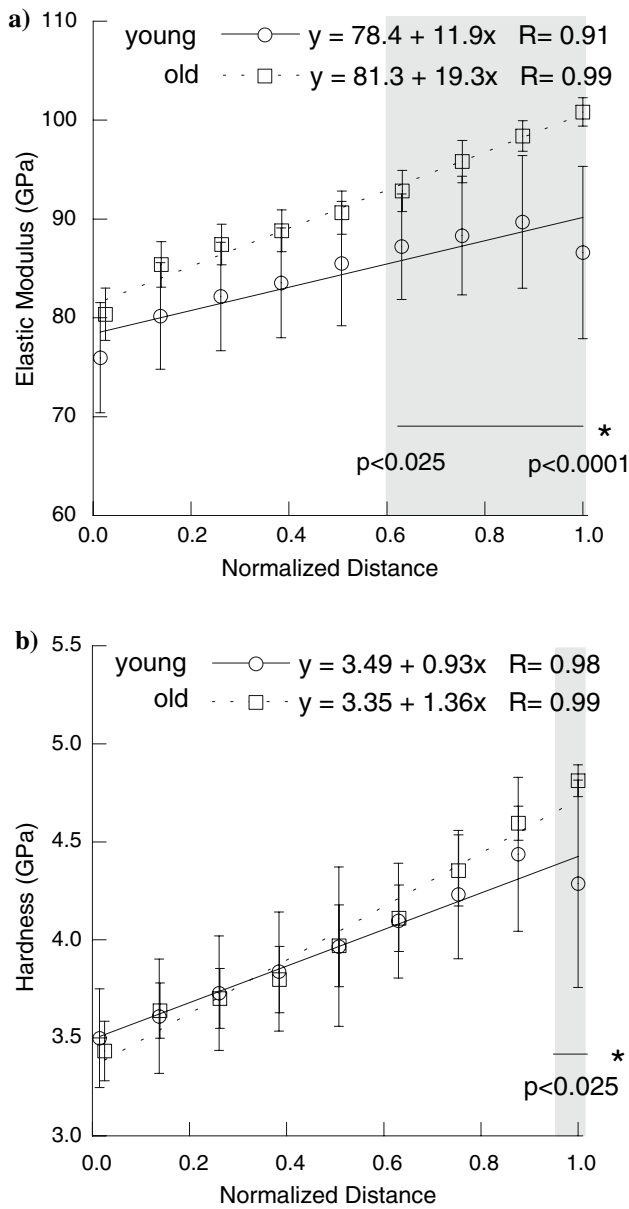 a)
110
young y = 78.4 + 11.9x R= 0.91
old y = 81.3 + 19.3x R= 0.99
100
90
80
70
60
Elastic Modulus (GPa)
*
p<0.025 p<0.0001
0.0 0.2 0.4 0.6 0.8 1.0
Normalized Distance
b)
5.5
young y = 3.49 + 0.93x R= 0.98
old y = 3.35 + 1.36x R= 0.99
5.0
4.5
4.0
3.5
3.0
Hardness (GPa)
*
p<0.025
0.0 0.2 0.4 0.6 0.8 1.0
Normalized Distance